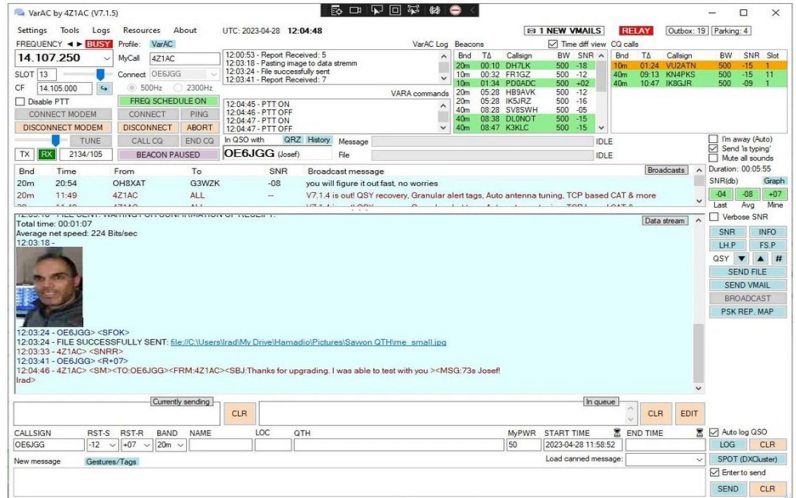 VarAC by 4Z1AC (V7.1.5)
Settings Tools Logs Resources About UTC: 2023-04-28 12:04:48 1 NEW VMAILS RELAY Outbox: 19 Parking: 4
FREQUENCY ◄ ► BUSY Profile: VarAC VarAC Log Beacons Time diff view CQ calls
14.107.250 MyCall 4Z1AC
SLOT 13 Connect OE6JGG
CF 14.105.000 500Hz 2300Hz
Disable PTT FREQ SCHEDULE ON
CONNECT MODEM CONNECT PING
DISCONNECT MODEM DISCONNECT ABORT
TUNE CALL CQ END CQ
TX RX 2134/105 BEACON PAUSED
12:00:53 - Report Received: 5
12:03:18 - Pasting image to data stremm
12:03:24 - File successfully sent
12:03:41 - Report Received: 7
VARA commands
12:04:45 - PTT ON
12:04:46 - PTT OFF
12:04:47 - PTT ON
12:04:47 - PTT OFF
In QSO with QRZ History Message IDLE
OE6JGG (Josef) File IDLE
Bnd TΔ Callsign BW SNR
20m 00:10 DH7LK 500 -18
10m 00:32 FR1GZ 500 -12
10m 01:34 PD0ADC 500 +02
20m 05:28 HB9AVK 500 -12
20m 05:28 IK5JRZ 500 -16
40m 08:28 SV8SWH 500 -05
40m 08:38 DL0NOT 500 -15
40m 08:47 K3KLC 500 -15
Bnd TΔ Callsign BW SNR Slot
10m 01:24 VU2ATN 500 -15 1
40m 09:13 KN4PKS 500 -15 11
40m 10:47 IK8GJR 500 -09 1
I'm away (Auto)
Send 'Is typing'
Mute all sounds
Bnd Time From To SNR Broadcast message Broadcasts
20m 20:54 OH8XAT G3WZK -08 you will figure it out fast, no worries
20m 11:49 4Z1AC ALL -- V7.1.4 is out! QSY recovery, Granular alert tags, Auto antenna tuning, TCP based CAT & more
Duration: 00:05:55
SNR(db) Graph
-04 -08 +07
Last Avg Mine
Verbose SNR
SNR INFO
LH.P FS.P
QSY ▼ ▲ #
SEND FILE
SEND VMAIL
BROADCAST
PSK REP. MAP
Data stream
Total time: 00:01:07
Average net speed: 224 Bits/sec
12:03:18 -
12:03:24 - OE6JGG> <SFOK>
12:03:24 - FILE SUCCESSFULLY SENT: file://C:\Users\Irad\My Drive\Hamadio\Pictures\Savyon QTH\me_small.jpg
12:03:33 - 4Z1AC> <SNRR>
12:03:41 - OE6JGG> <R+07>
12:04:46 - 4Z1AC> <SM><TO:OE6JGG><FRM:4Z1AC><SBJ:Thanks for upgrading. I was able to test with you ><MSG:73s Josef!
Irad>
Currently sending In queue
CLR CLR EDIT
CALLSIGN RST-S RST-R BAND NAME LOC QTH MyPWR START TIME END TIME Auto log QSO
OE6JGG -12 +07 20m 50 2023-04-28 11:58:52 LOG CLR
New message Gestures/Tags Load canned message: SPOT (DXCluster)
Enter to send
SEND CLR